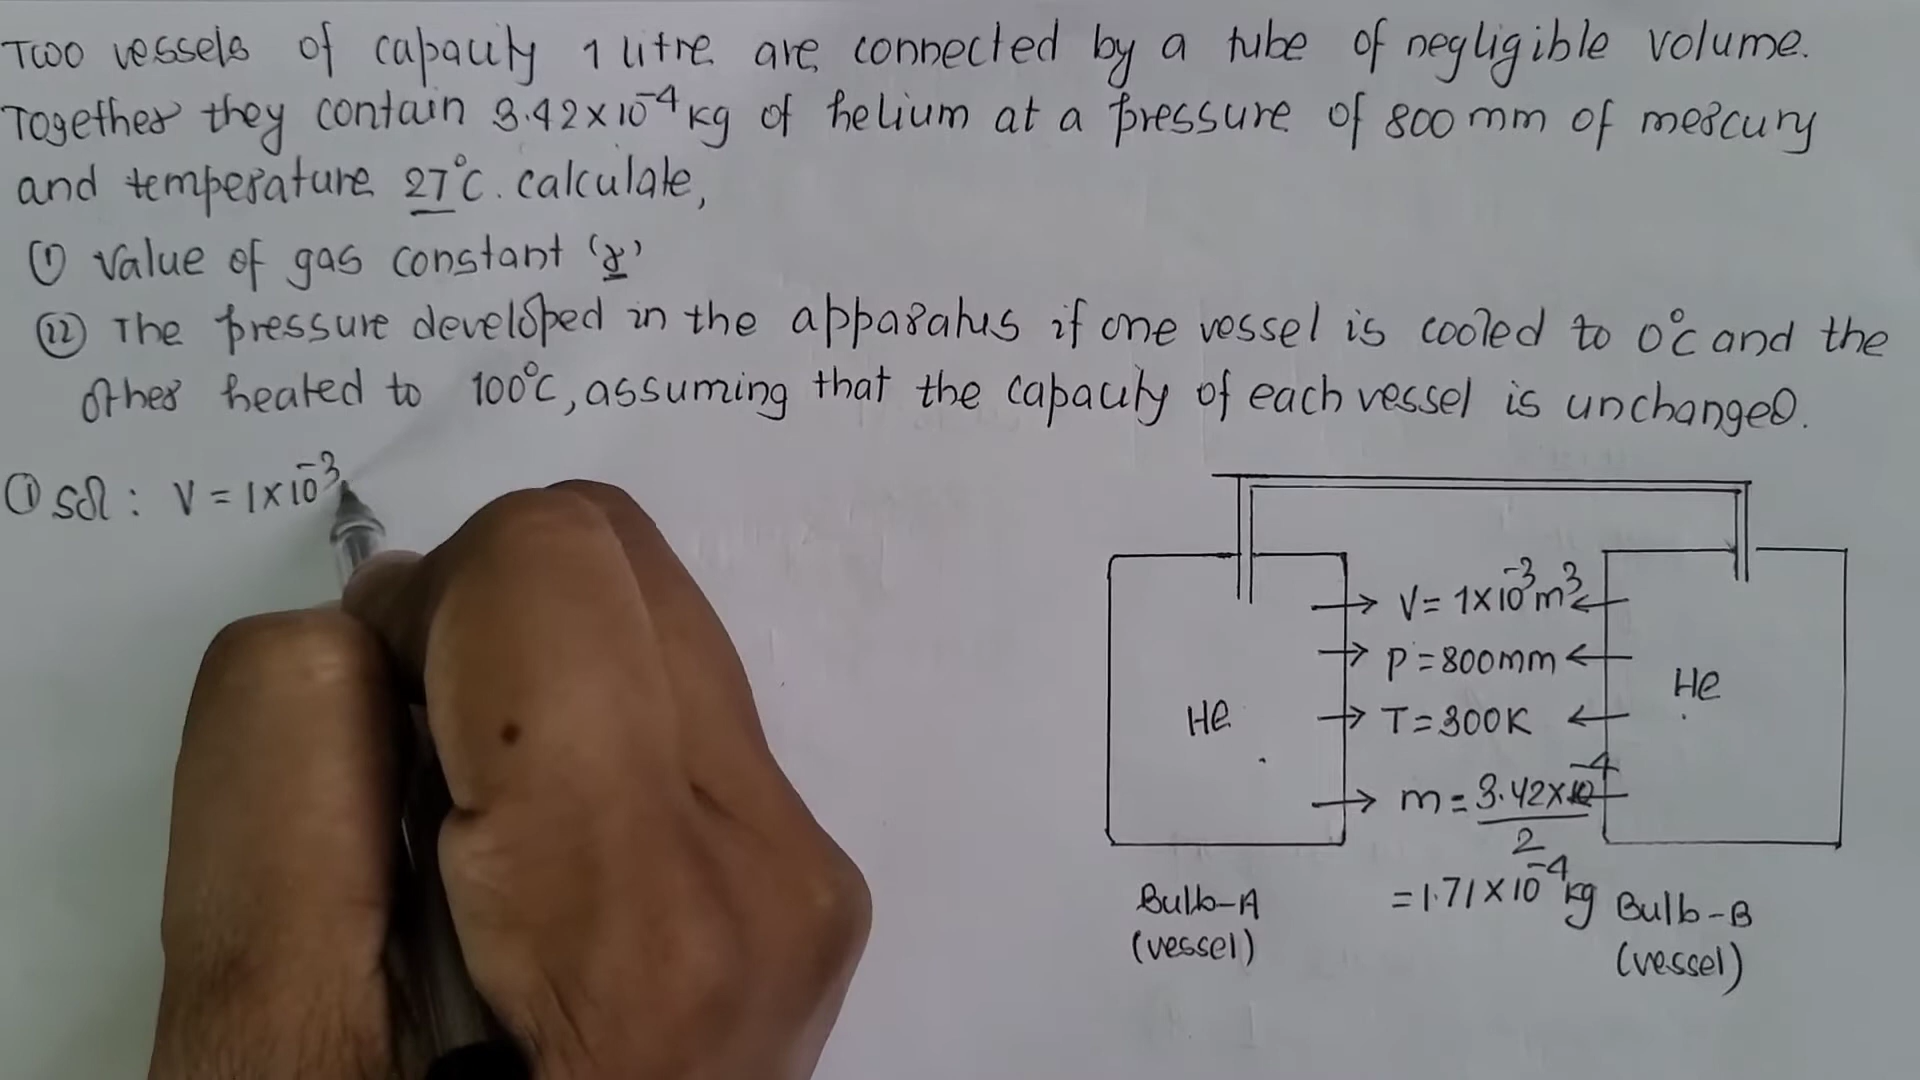 Two vessels of capacity 1 litre are connected by a tube of negligible volume.
Together they contain 3.42×10⁻⁴ kg of helium at a pressure of 800 mm of mercury
and temperature 27°C. calculate,
(i) Value of gas constant 'r'
(ii) The pressure developed in the apparatus if one vessel is cooled to 0°C and the
other heated to 100°C, assuming that the capacity of each vessel is unchanged.
(i) Sol: V = 1×10⁻³
V = 1×10⁻³m³
P = 800mm
He
He
T = 300K
m = 3.42×10⁻⁴
2
= 1.71×10⁻⁴kg
Bulb-A
Bulb-B
(vessel)
(vessel)